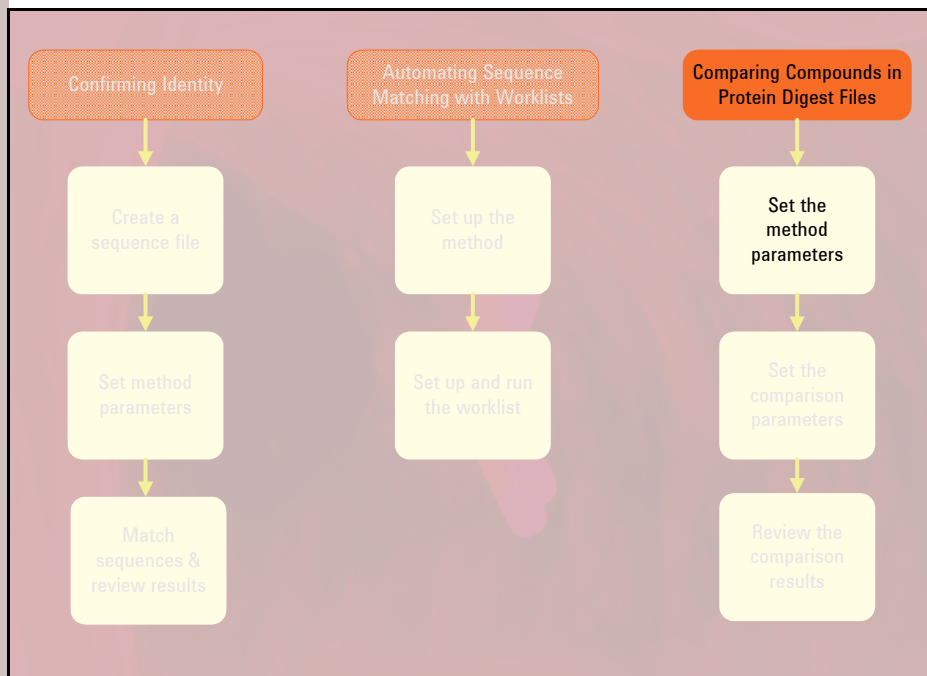 Confirming Identity
Create a
sequence file
Set method
parameters
Match
sequences &
review results
Automating Sequence
Matching with Worklists
Set up the
method
Set up and run
the worklist
Comparing Compounds in
Protein Digest Files
Set the
method
parameters
Set the
comparison
parameters
Review the
comparison
results